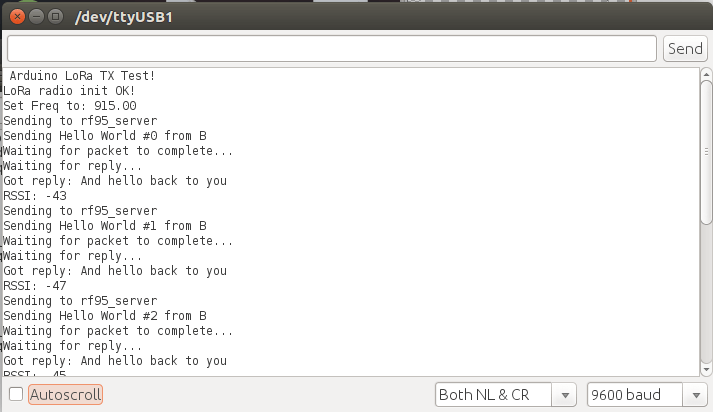 /dev/ttyUSB1
Send
Arduino LoRa TX Test!
LoRa radio init OK!
Set Freq to: 915.00
Sending to rf95_server
Sending Hello World #0 from B
Waiting for packet to complete...
Waiting for reply...
Got reply: And hello back to you
RSSI: -43
Sending to rf95_server
Sending Hello World #1 from B
Waiting for packet to complete...
Waiting for reply...
Got reply: And hello back to you
RSSI: -47
Sending to rf95_server
Sending Hello World #2 from B
Waiting for packet to complete...
Waiting for reply...
Got reply: And hello back to you
RSSI: -45
Autoscroll
Both NL & CR
9600 baud